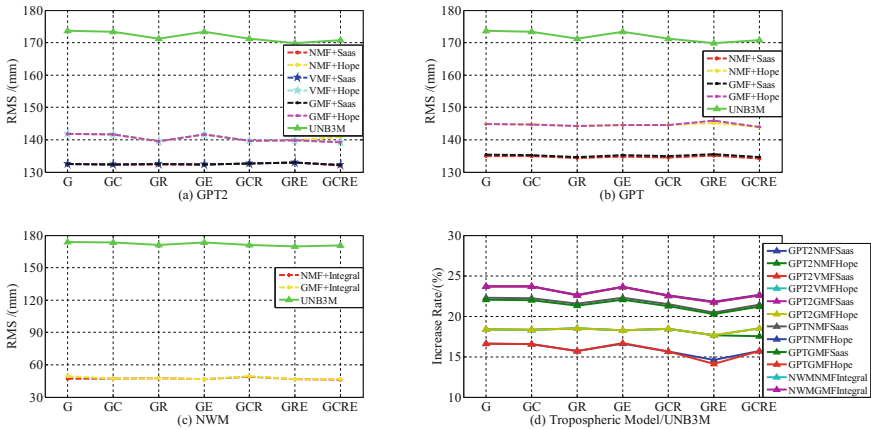 RMS /(mm)
180
170
160
150
140
130
G GC GR GE GCR GRE GCRE
NMF+Saas
NMF+Hope
VMF+Saas
VMF+Hope
GMF+Saas
GMF+Hope
UNB3M
(a) GPT2
RMS /(mm)
180
170
160
150
140
130
G GC GR GE GCR GRE GCRE
NMF+Saas
NMF+Hope
GMF+Saas
GMF+Hope
UNB3M
(b) GPT
RMS /(mm)
180
150
120
90
60
30
G GC GR GE GCR GRE GCRE
NMF+Integral
GMF+Integral
UNB3M
(c) NWM
Increase Rate/(%)
30
25
20
15
10
G GC GR GE GCR GRE GCRE
GPT2NMFSaas
GPT2NMFHope
GPT2VMFSaas
GPT2VMFHope
GPT2GMFSaas
GPT2GMFHope
GPTNMFSaas
GPTNMFHope
GPTGMFSaas
GPTGMFHope
NWMNMFIntegral
NWMGMFIntegral
(d) Tropospheric Model/UNB3M